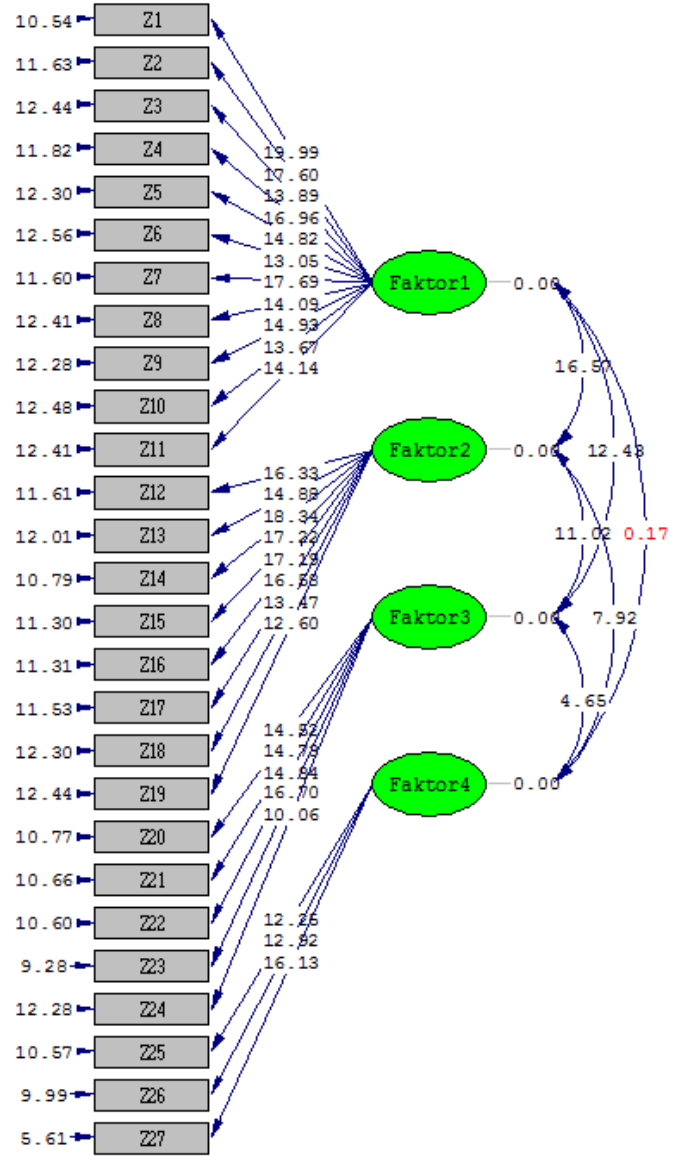 10.54 Z1
11.63 Z2
12.44 Z3
11.82 Z4
12.30 Z5
12.56 Z6
11.60 Z7
12.41 Z8
12.28 Z9
12.48 Z10
12.41 Z11
11.61 Z12
12.01 Z13
10.79 Z14
11.30 Z15
11.31 Z16
11.53 Z17
12.30 Z18
12.44 Z19
10.77 Z20
10.66 Z21
10.60 Z22
9.28 Z23
12.28 Z24
10.57 Z25
9.99 Z26
5.61 Z27
19.99
17.60
13.89
16.96
14.82
13.05
17.69
14.09
14.93
13.67
14.14
16.33
14.88
18.34
17.22
17.19
16.58
13.47
12.60
14.52
14.79
14.84
16.70
10.06
12.25
12.92
16.13
Faktor1 0.00
Faktor2 0.00
Faktor3 0.00
Faktor4 0.00
16.57
12.43
11.02
0.17
7.92
4.65